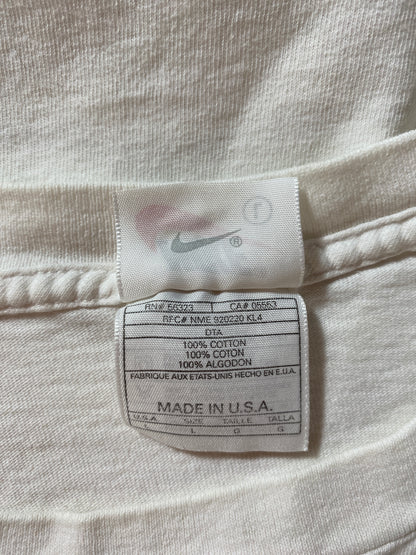 ®
RN# 56323 CA# 05553
RFC# NME 920220 KL4
DTA
100% COTTON
100% COTON
100% ALGODON
FABRIQUE AUX ETATS-UNIS HECHO EN E.U.A.
MADE IN U.S.A.
U.S.A. SIZE TAILLE TALLA
L L G G